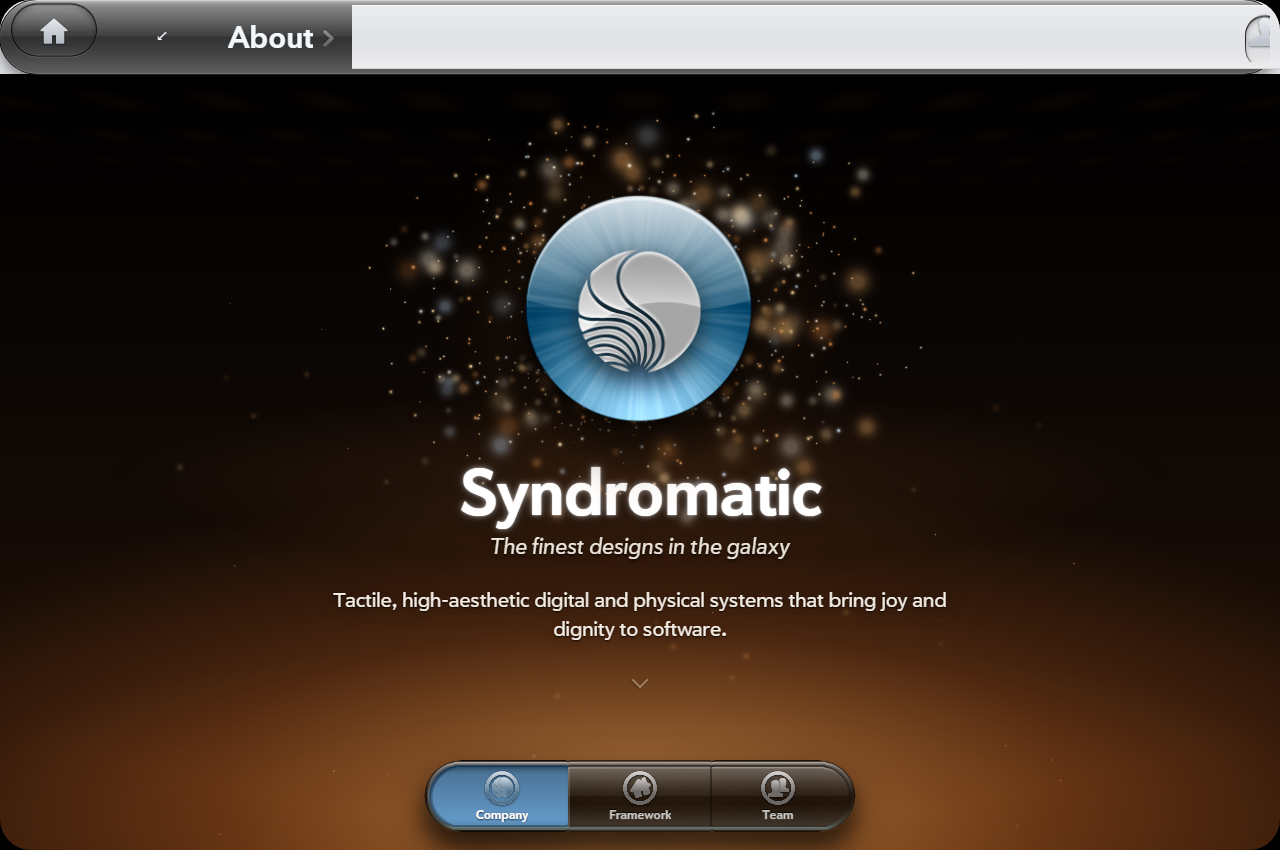 About
Syndromatic
The finest designs in the galaxy
Tactile, high-aesthetic digital and physical systems that bring joy and
dignity to software.
Company
Framework
Team